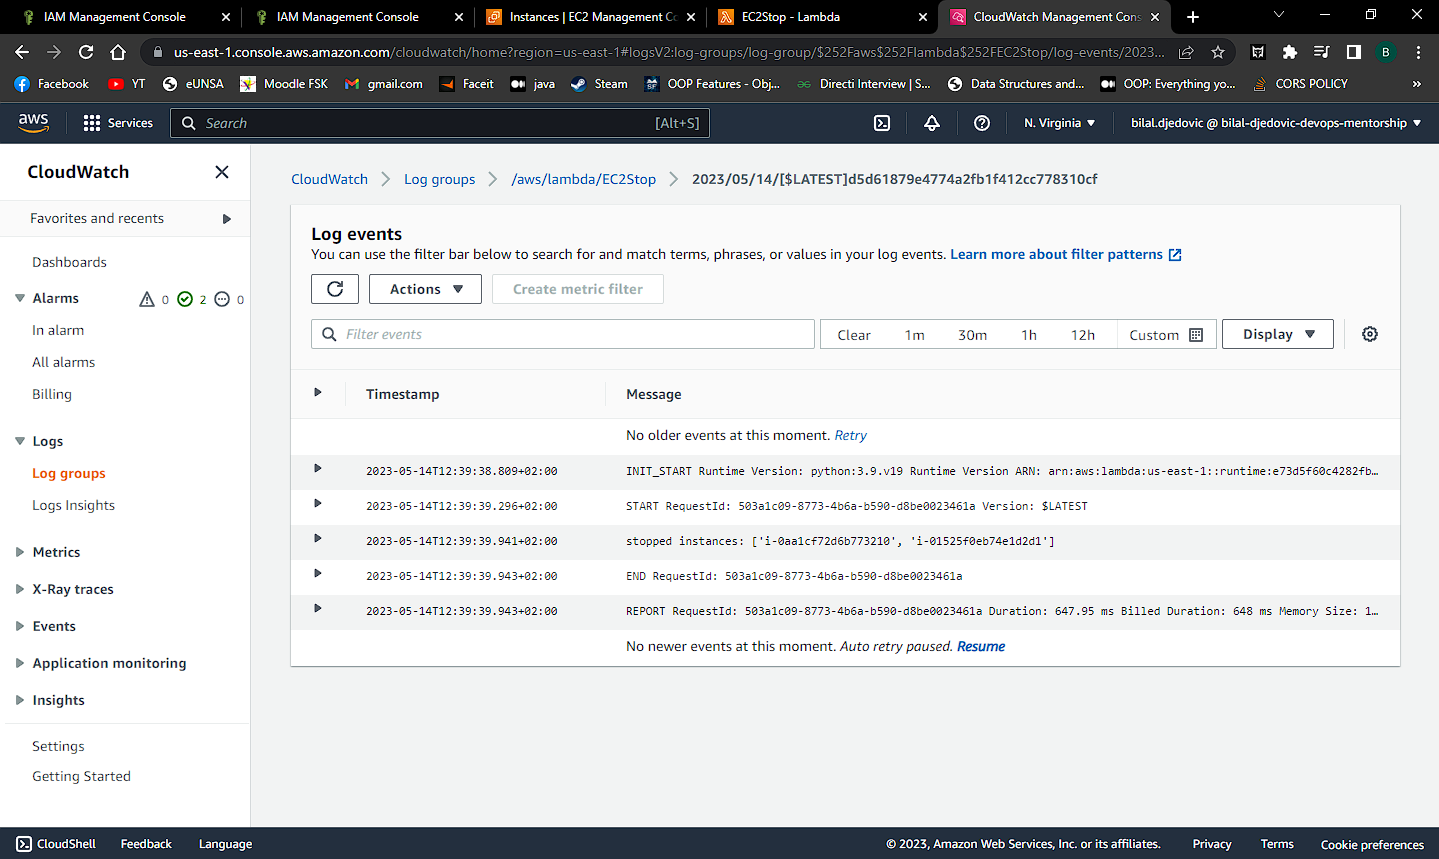 IAM Management Console
IAM Management Console
Instances | EC2 Management Co
EC2Stop - Lambda
CloudWatch Management Cons
us-east-1.console.aws.amazon.com/cloudwatch/home?region=us-east-1#logsV2:log-groups/log-group/$252Faws$252Flambda$252FEC2Stop/log-events/2023...
B
Facebook
YT
eUNSA
Moodle FSK
gmail.com
Faceit
java
Steam
OOP Features - Obj...
Directi Interview | S...
Data Structures and...
OOP: Everything yo...
CORS POLICY
»
aws
Services
Search
[Alt+S]
N. Virginia
bilal.djedovic @ bilal-djedovic-devops-mentorship
CloudWatch
Favorites and recents
Dashboards
Alarms 0 2 0
In alarm
All alarms
Billing
Logs
Log groups
Logs Insights
Metrics
X-Ray traces
Events
Application monitoring
Insights
Settings
Getting Started
CloudWatch > Log groups > /aws/lambda/EC2Stop > 2023/05/14/[$LATEST]d5d61879e4774a2fb1f412cc778310cf
Log events
You can use the filter bar below to search for and match terms, phrases, or values in your log events. Learn more about filter patterns
Actions
Create metric filter
Filter events
Clear 1m 30m 1h 12h Custom
Display
Timestamp Message
No older events at this moment. Retry
2023-05-14T12:39:38.809+02:00 INIT_START Runtime Version: python:3.9.v19 Runtime Version ARN: arn:aws:lambda:us-east-1::runtime:e73d5f60c4282fb…
2023-05-14T12:39:39.296+02:00 START RequestId: 503a1c09-8773-4b6a-b590-d8be0023461a Version: $LATEST
2023-05-14T12:39:39.941+02:00 stopped instances: ['i-0aa1cf72d6b773210', 'i-01525f0eb74e1d2d1']
2023-05-14T12:39:39.943+02:00 END RequestId: 503a1c09-8773-4b6a-b590-d8be0023461a
2023-05-14T12:39:39.943+02:00 REPORT RequestId: 503a1c09-8773-4b6a-b590-d8be0023461a Duration: 647.95 ms Billed Duration: 648 ms Memory Size: 1…
No newer events at this moment. Auto retry paused. Resume
CloudShell
Feedback
Language
© 2023, Amazon Web Services, Inc. or its affiliates.
Privacy
Terms
Cookie preferences